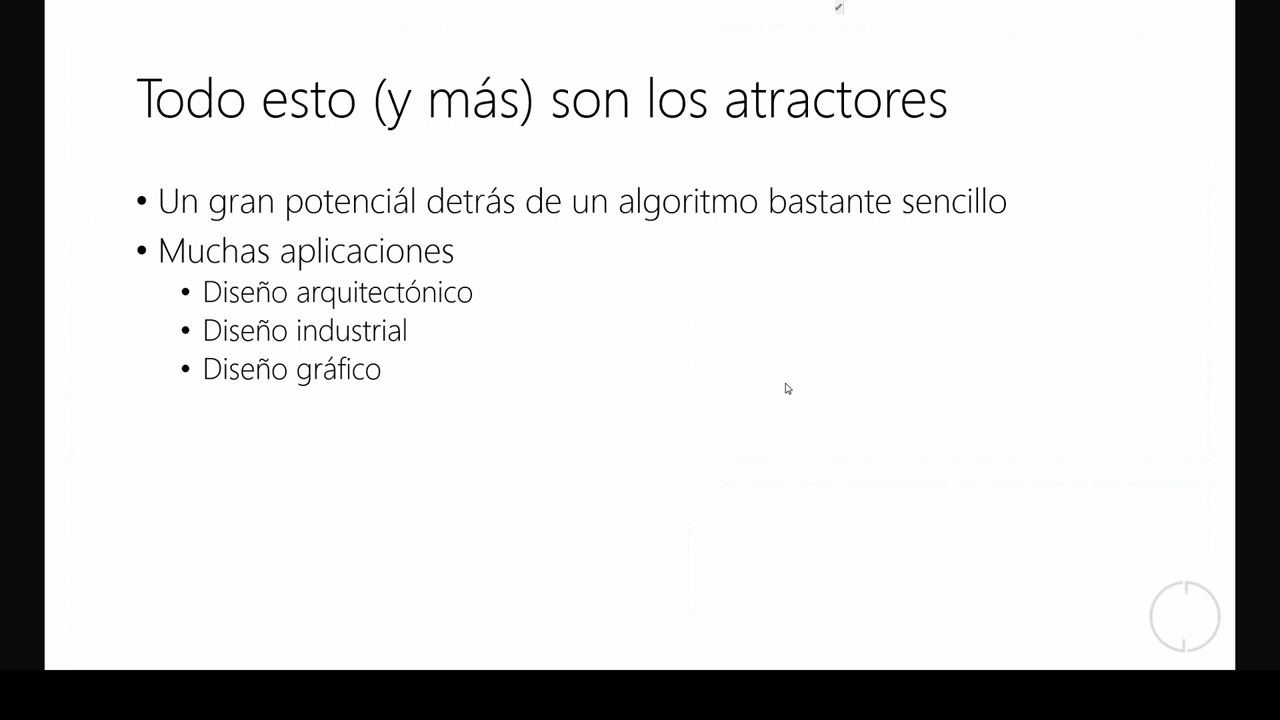 Todo esto (y más) son los atractores
• Un gran potenciál detrás de un algoritmo bastante sencillo
• Muchas aplicaciones
• Diseño arquitectónico
• Diseño industrial
• Diseño gráfico